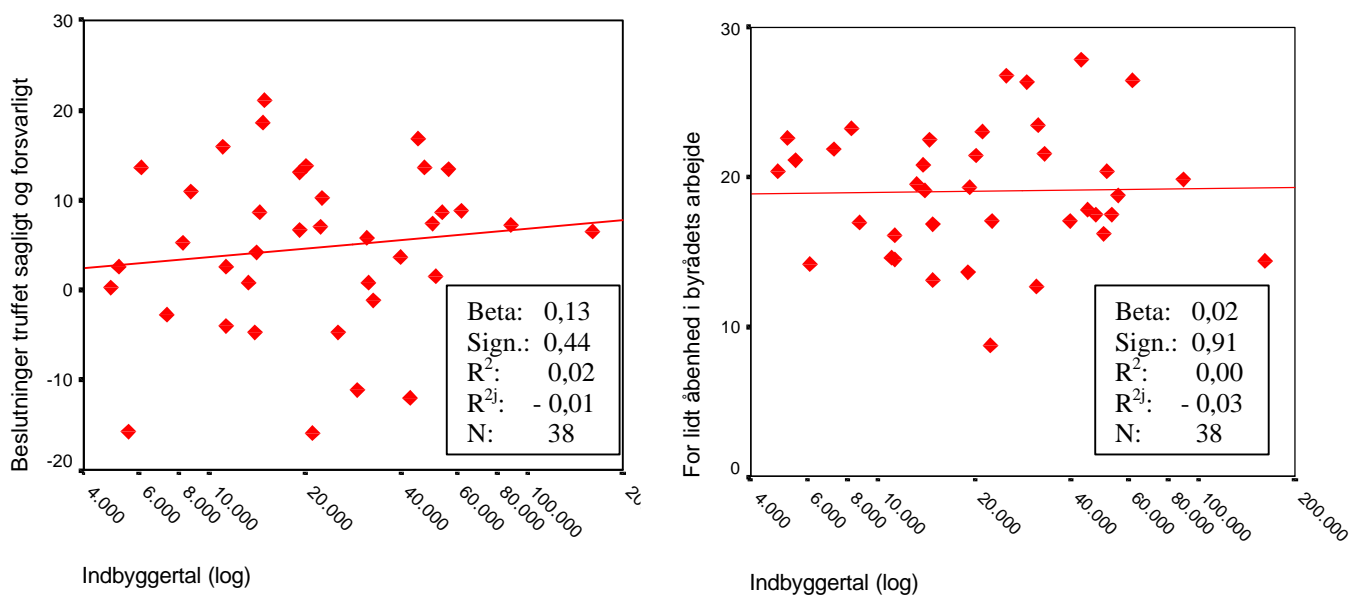 Beslutninger truffet sagligt og forsvarligt
30
20
10
0
-10
-20
4.000
6.000
8.000
10.000
20.000
40.000
60.000
80.000
100.000
20
Indbyggertal (log)
Beta: 0,13
Sign.: 0,44
R²: 0,02
R²ʲ: - 0,01
N: 38
For lidt åbenhed i byrådets arbejde
30
20
10
0
4.000
6.000
8.000
10.000
20.000
40.000
60.000
80.000
100.000
200.000
Indbyggertal (log)
Beta: 0,02
Sign.: 0,91
R²: 0,00
R²ʲ: - 0,03
N: 38